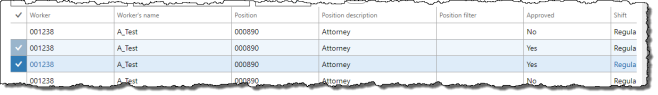 Worker Worker's name Position Position description Position filter Approved Shift
001238 A_Test 000890 Attorney No Regula
001238 A_Test 000890 Attorney Yes Regula
001238 A_Test 000890 Attorney Yes Regula
001238 A_Test 000890 Attorney No Regula